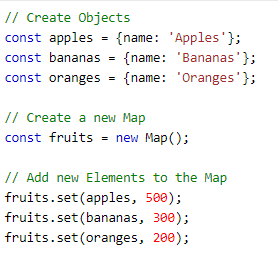 // Create Objects
const apples = {name: 'Apples'};
const bananas = {name: 'Bananas'};
const oranges = {name: 'Oranges'};
// Create a new Map
const fruits = new Map();
// Add new Elements to the Map
fruits.set(apples, 500);
fruits.set(bananas, 300);
fruits.set(oranges, 200);